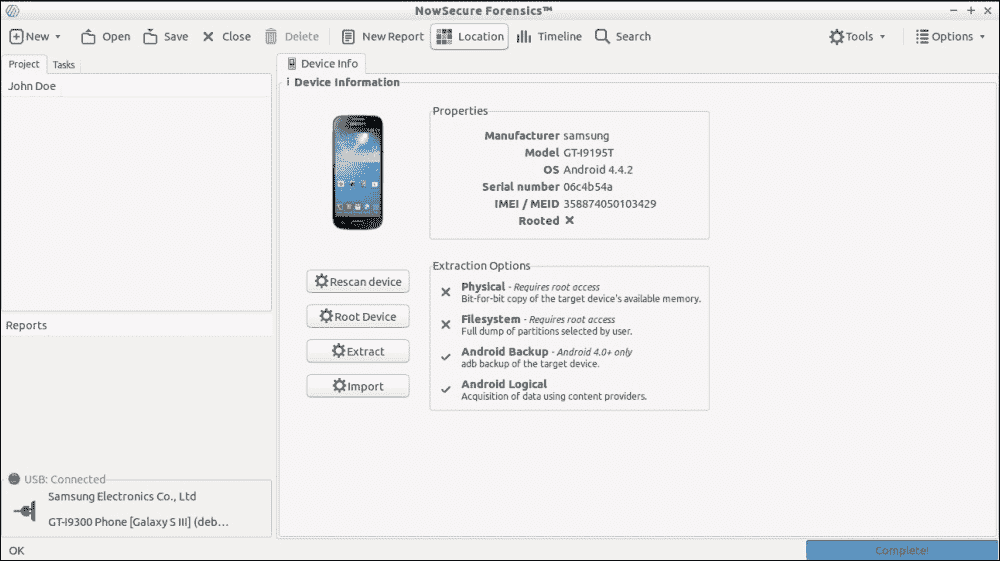 NowSecure Forensics™
New Open Save Close Delete New Report Location Timeline Search Tools Options
Project Tasks
John Doe
Reports
USB: Connected
Samsung Electronics Co., Ltd
GT-I9300 Phone [Galaxy S III] (deb...
Device Info
i Device Information
Properties
Manufacturer samsung
Model GT-I9195T
OS Android 4.4.2
Serial number 06c4b54a
IMEI / MEID 358874050103429
Rooted ✕
Rescan device
Root Device
Extract
Import
Extraction Options
Physical - Requires root access
Bit-for-bit copy of the target device's available memory.
Filesystem - Requires root access
Full dump of partitions selected by user.
Android Backup - Android 4.0+ only
adb backup of the target device.
Android Logical
Acquisition of data using content providers.
OK
Complete!